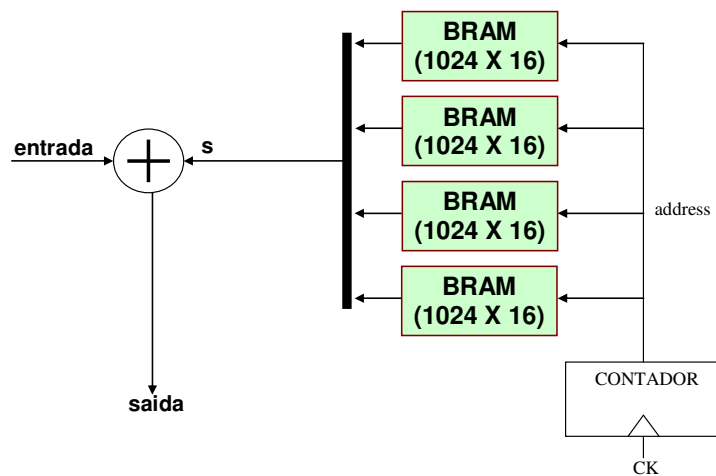 BRAM
(1024 X 16)
BRAM
(1024 X 16)
entrada
s
BRAM
(1024 X 16)
address
BRAM
(1024 X 16)
CONTADOR
saida
CK